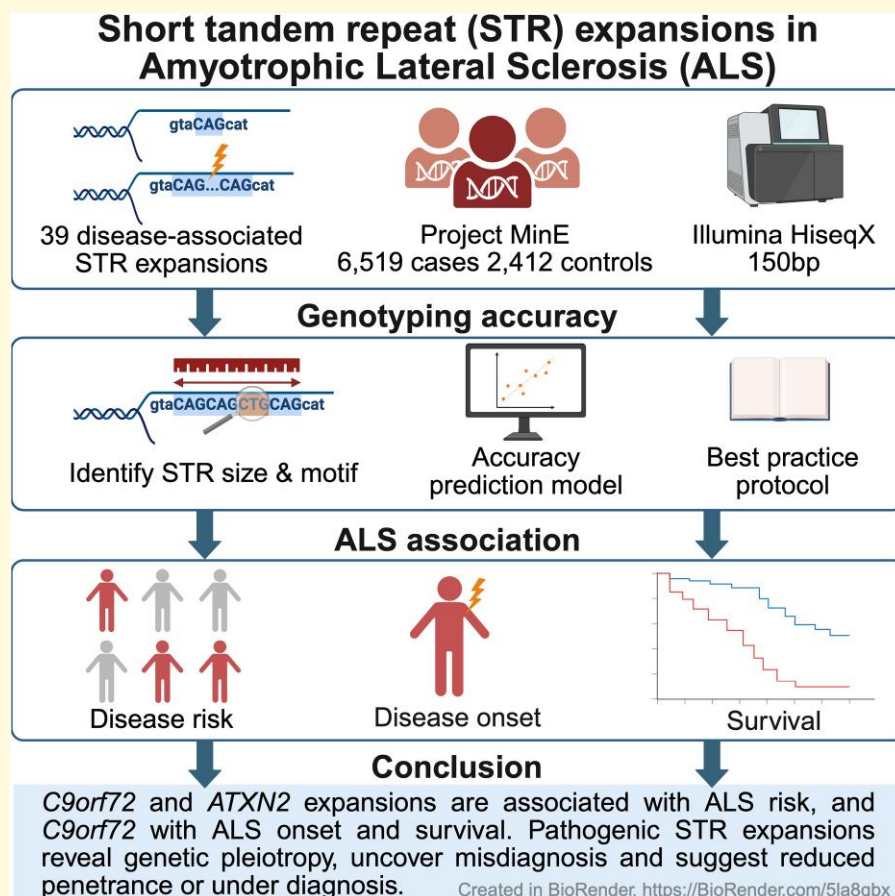 Short tandem repeat (STR) expansions in
Amyotrophic Lateral Sclerosis (ALS)
gtaCAGcat
gtaCAG...CAGcat
39 disease-associated
STR expansions
Project MinE
6,519 cases 2,412 controls
Illumina HiseqX
150bp
Genotyping accuracy
gtaCAGCAGCTGCAGcat
Identify STR size & motif
Accuracy
prediction model
Best practice
protocol
ALS association
Disease risk
Disease onset
Survival
Conclusion
C9orf72 and ATXN2 expansions are associated with ALS risk, and
C9orf72 with ALS onset and survival. Pathogenic STR expansions
reveal genetic pleiotropy, uncover misdiagnosis and suggest reduced
penetrance or under diagnosis.
Created in BioRender. https://BioRender.com/5la8qbx